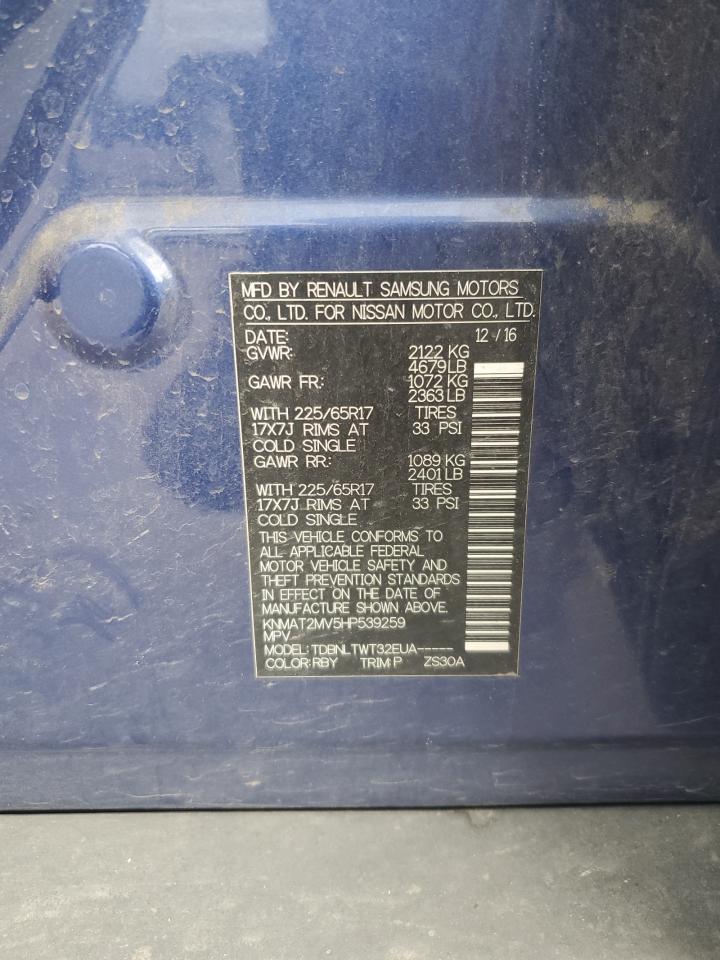 MFD BY RENAULT SAMSUNG MOTORS
CO., LTD. FOR NISSAN MOTOR CO., LTD.
DATE: 12 / 16
GVWR: 2122 KG
4679 LB
GAWR FR: 1072 KG
2363 LB
WITH 225/65R17 TIRES
17X7J RIMS AT 33 PSI
COLD SINGLE
GAWR RR: 1089 KG
2401 LB
WITH 225/65R17 TIRES
17X7J RIMS AT 33 PSI
COLD SINGLE
THIS VEHICLE CONFORMS TO
ALL APPLICABLE FEDERAL
MOTOR VEHICLE SAFETY AND
THEFT PREVENTION STANDARDS
IN EFFECT ON THE DATE OF
MANUFACTURE SHOWN ABOVE.
KNMAT2MV5HP539259
MPV
MODEL: TDBNLTWT32EUA-----
COLOR: RBY TRIM: P ZS30A